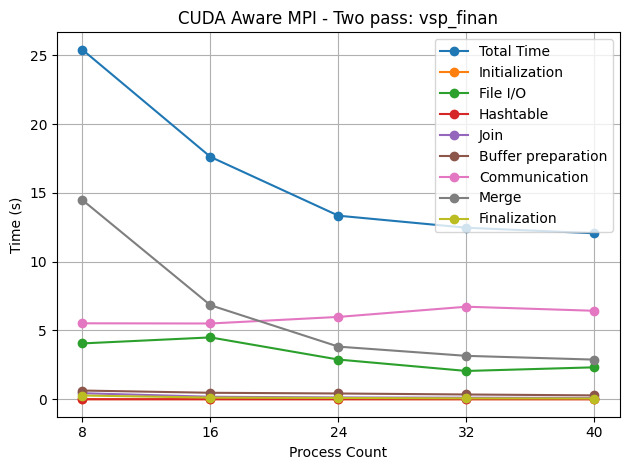 CUDA Aware MPI - Two pass: vsp_finan
Time (s)
25
20
15
10
5
0
Total Time
Initialization
File I/O
Hashtable
Join
Buffer preparation
Communication
Merge
Finalization
8 16 24 32 40
Process Count